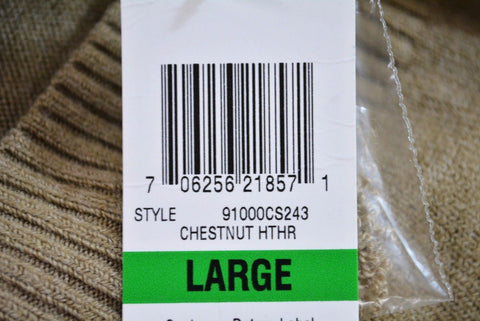 7 06256 21857 1
STYLE 91000CS243
CHESTNUT HTHR
LARGE